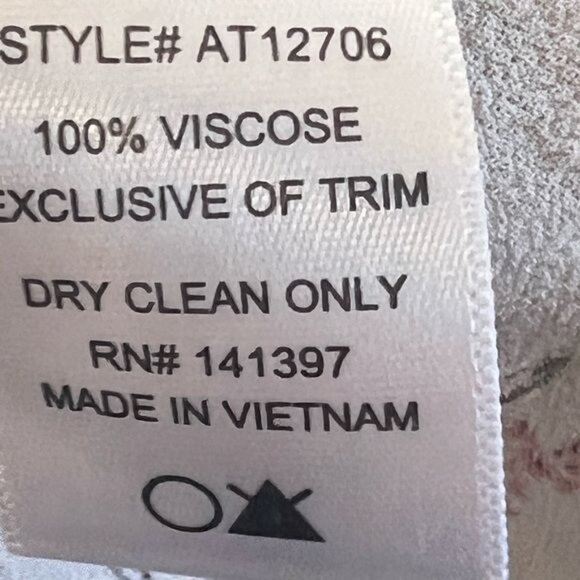 STYLE# AT12706
100% VISCOSE
EXCLUSIVE OF TRIM
DRY CLEAN ONLY
RN# 141397
MADE IN VIETNAM